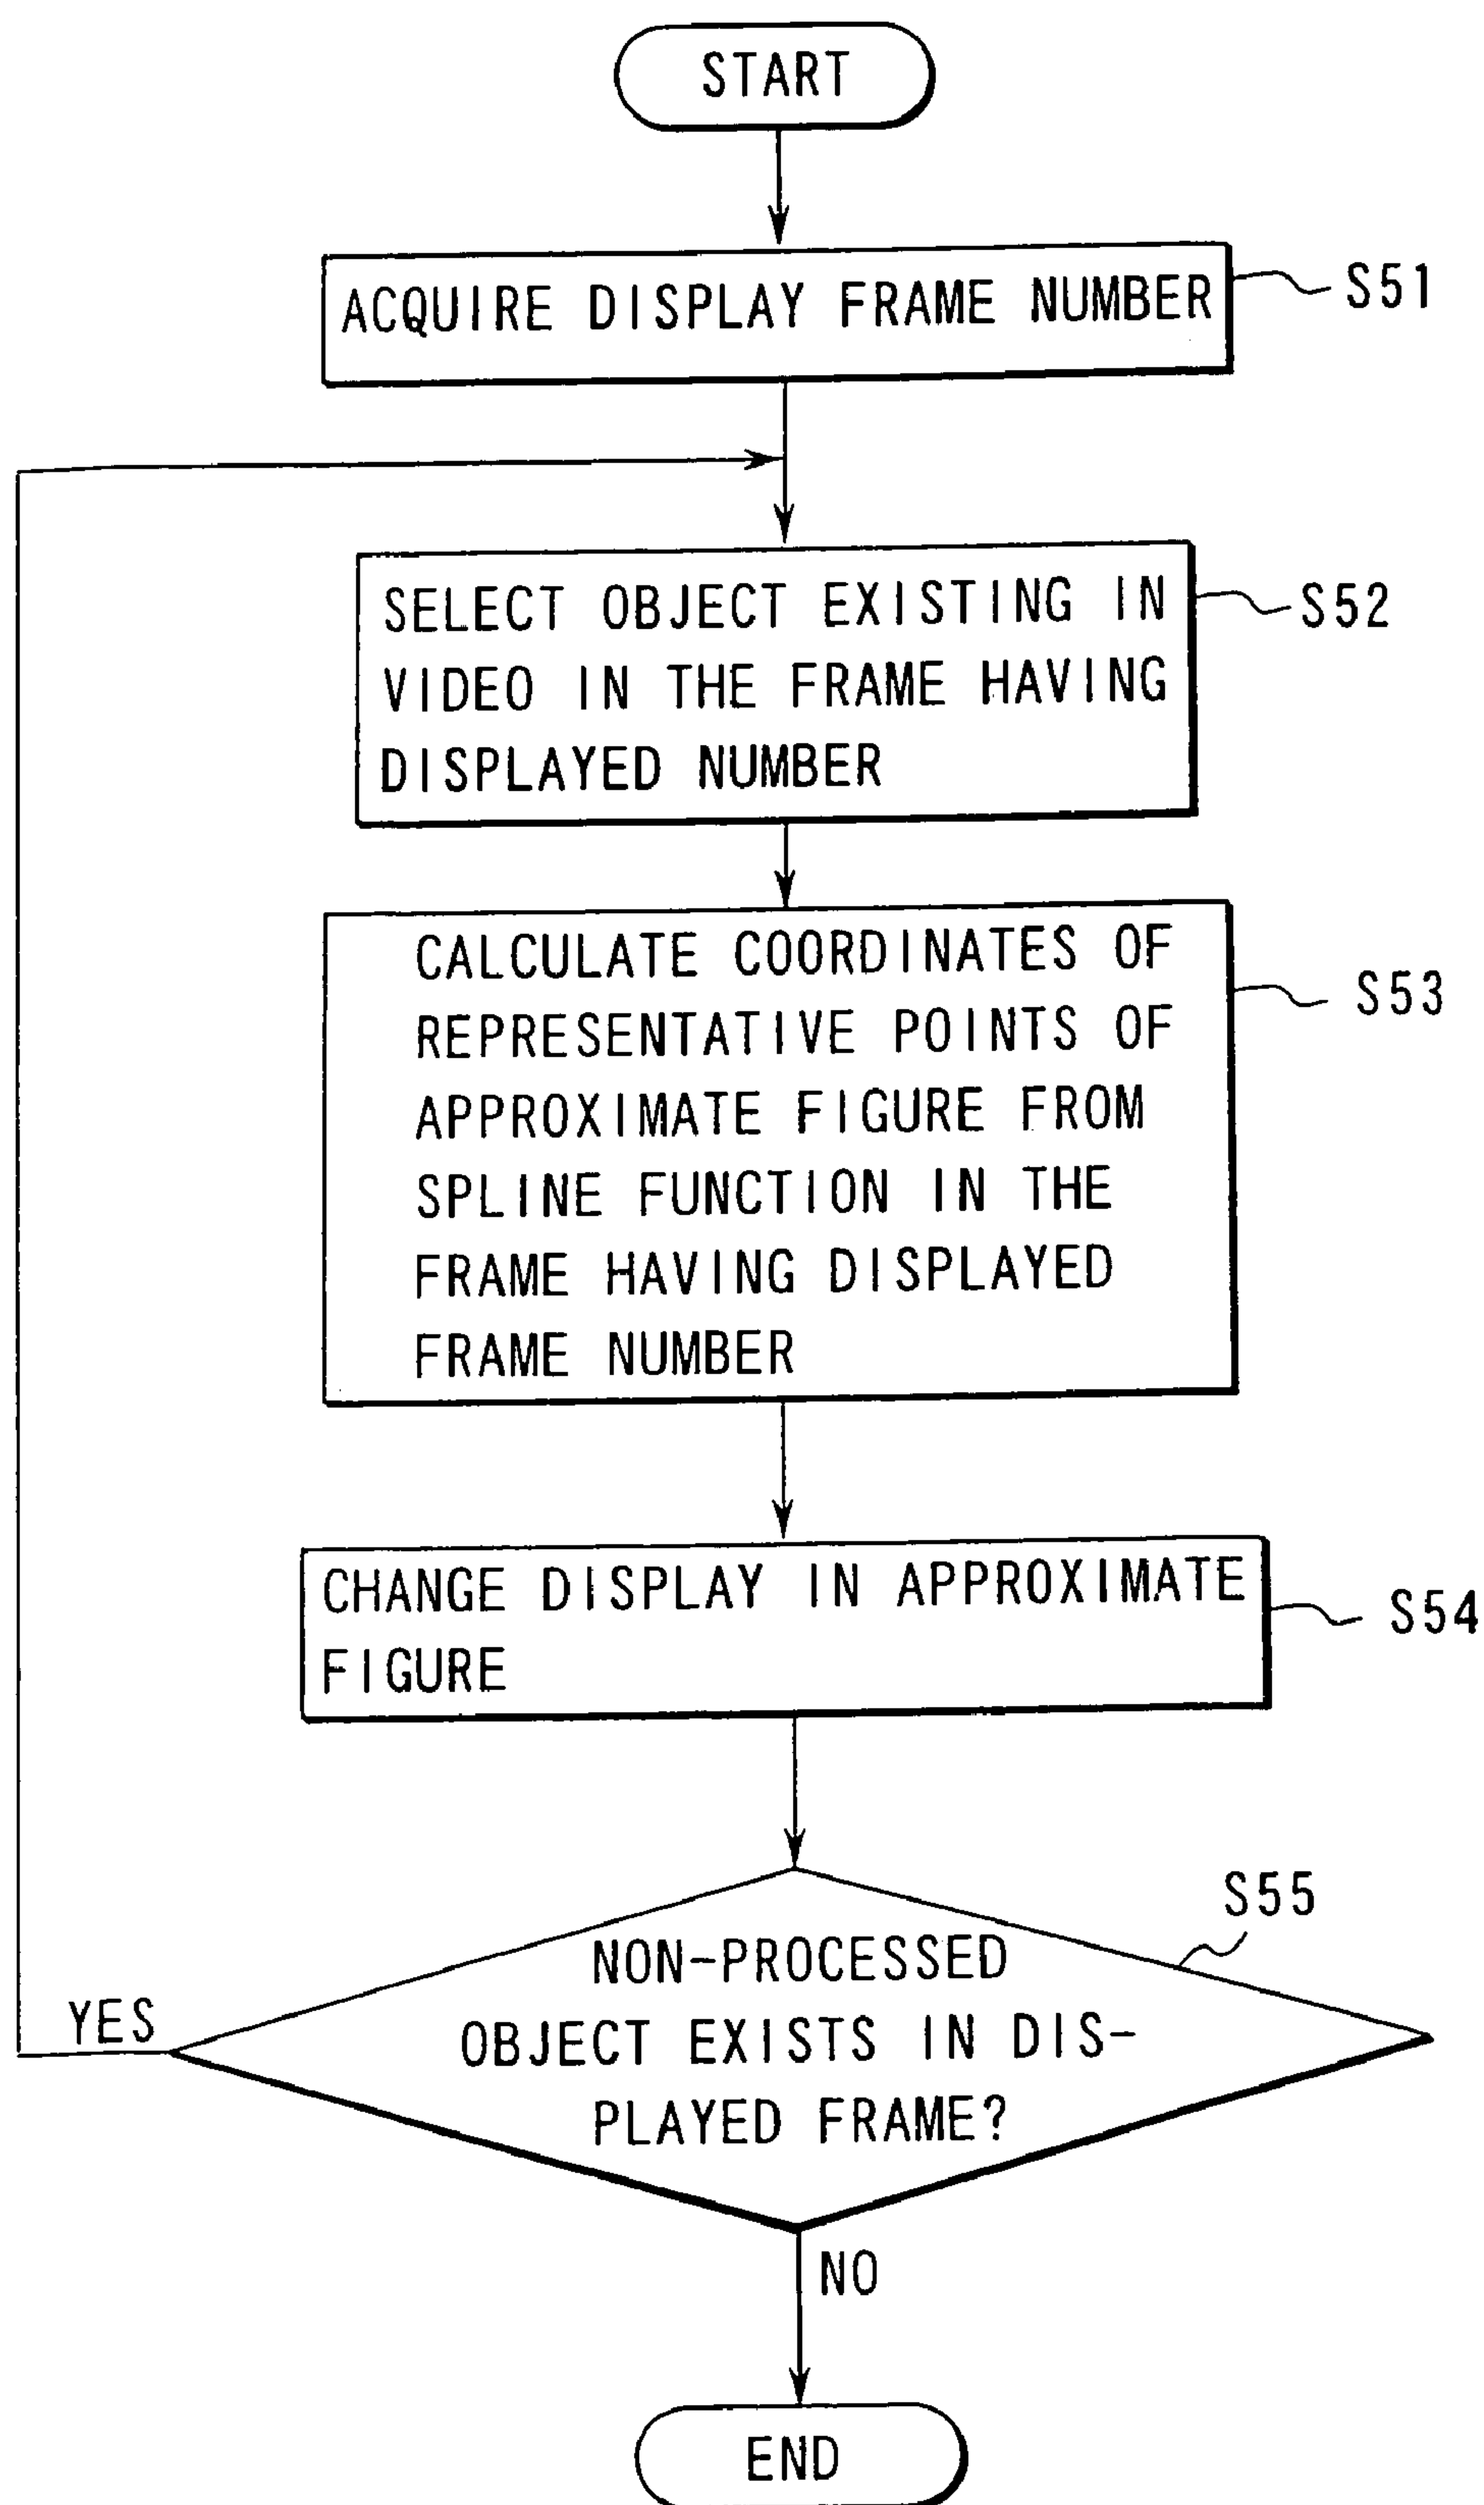 START
ACQUIRE DISPLAY FRAME NUMBER
S51
SELECT OBJECT EXISTING IN
VIDEO IN THE FRAME HAVING
DISPLAYED NUMBER
S52
CALCULATE COORDINATES OF
REPRESENTATIVE POINTS OF
APPROXIMATE FIGURE FROM
SPLINE FUNCTION IN THE
FRAME HAVING DISPLAYED
FRAME NUMBER
S53
CHANGE DISPLAY IN APPROXIMATE
FIGURE
S54
S55
NON-PROCESSED
OBJECT EXISTS IN DIS-
PLAYED FRAME?
YES
NO
END